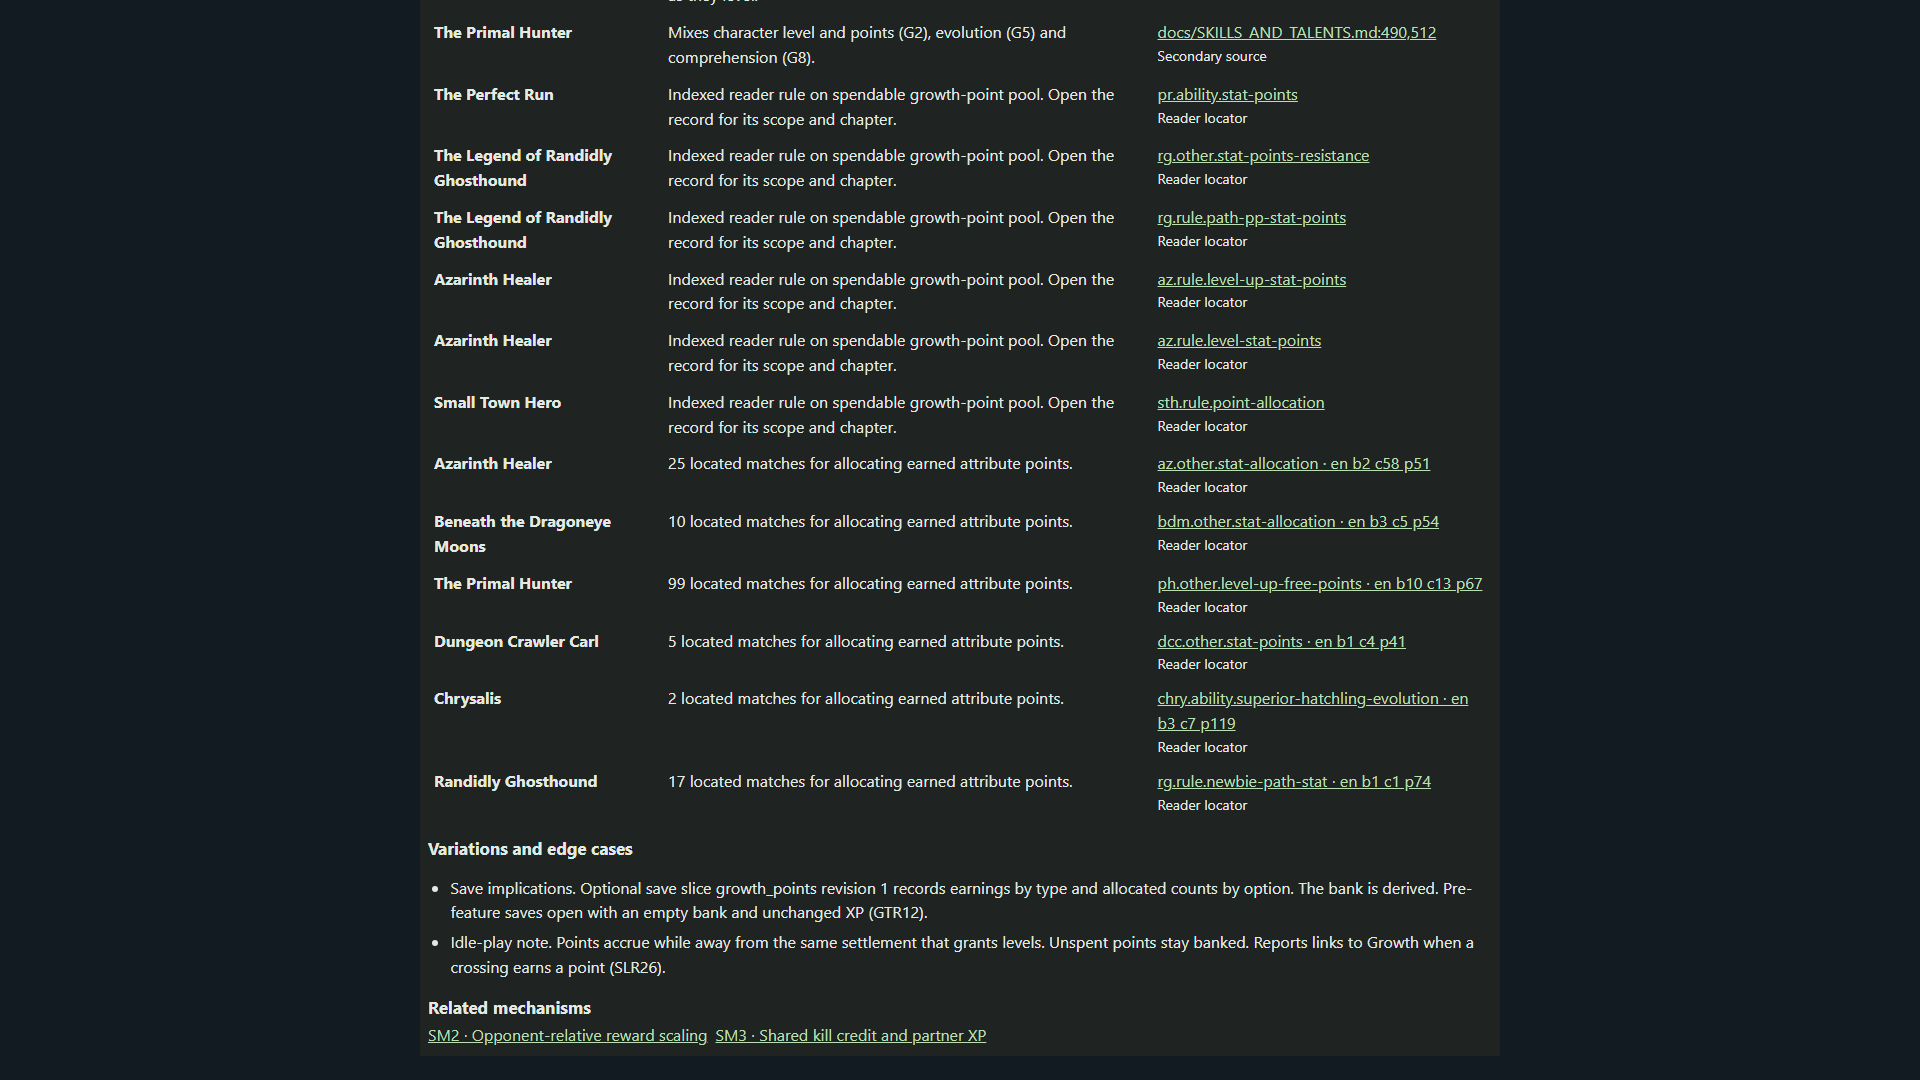 The Primal Hunter
Mixes character level and points (G2), evolution (G5) and
comprehension (G8).
docs/SKILLS_AND_TALENTS.md:490,512
Secondary source
The Perfect Run
Indexed reader rule on spendable growth-point pool. Open the
record for its scope and chapter.
pr.ability.stat-points
Reader locator
The Legend of Randidly
Ghosthound
Indexed reader rule on spendable growth-point pool. Open the
record for its scope and chapter.
rg.other.stat-points-resistance
Reader locator
The Legend of Randidly
Ghosthound
Indexed reader rule on spendable growth-point pool. Open the
record for its scope and chapter.
rg.rule.path-pp-stat-points
Reader locator
Azarinth Healer
Indexed reader rule on spendable growth-point pool. Open the
record for its scope and chapter.
az.rule.level-up-stat-points
Reader locator
Azarinth Healer
Indexed reader rule on spendable growth-point pool. Open the
record for its scope and chapter.
az.rule.level-stat-points
Reader locator
Small Town Hero
Indexed reader rule on spendable growth-point pool. Open the
record for its scope and chapter.
sth.rule.point-allocation
Reader locator
Azarinth Healer
25 located matches for allocating earned attribute points.
az.other.stat-allocation · en b2 c58 p51
Reader locator
Beneath the Dragoneye
Moons
10 located matches for allocating earned attribute points.
bdm.other.stat-allocation · en b3 c5 p54
Reader locator
The Primal Hunter
99 located matches for allocating earned attribute points.
ph.other.level-up-free-points · en b10 c13 p67
Reader locator
Dungeon Crawler Carl
5 located matches for allocating earned attribute points.
dcc.other.stat-points · en b1 c4 p41
Reader locator
Chrysalis
2 located matches for allocating earned attribute points.
chry.ability.superior-hatchling-evolution · en
b3 c7 p119
Reader locator
Randidly Ghosthound
17 located matches for allocating earned attribute points.
rg.rule.newbie-path-stat · en b1 c1 p74
Reader locator
Variations and edge cases
• Save implications. Optional save slice growth_points revision 1 records earnings by type and allocated counts by option. The bank is derived. Pre-
feature saves open with an empty bank and unchanged XP (GTR12).
• Idle-play note. Points accrue while away from the same settlement that grants levels. Unspent points stay banked. Reports links to Growth when a
crossing earns a point (SLR26).
Related mechanisms
SM2 · Opponent-relative reward scaling SM3 · Shared kill credit and partner XP